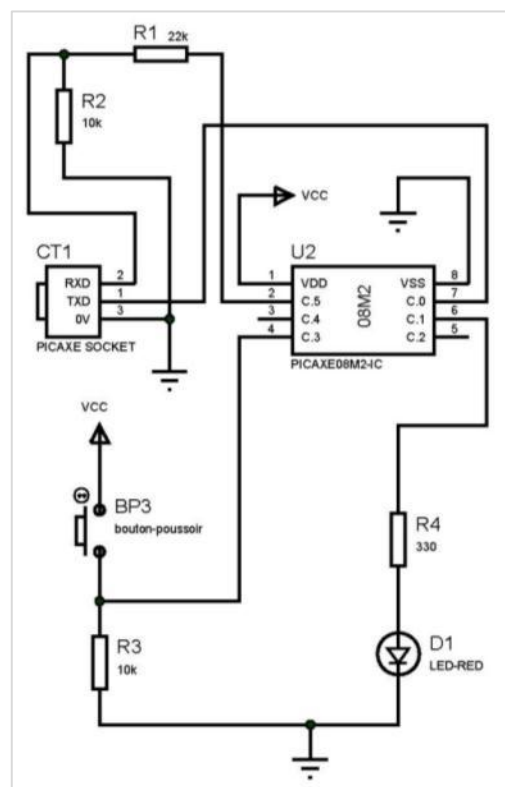 R1 22k
R2
10k
VCC
CT1
RXD 2
TXD 1
0V 3
PICAXE SOCKET
U2
1 VDD VSS 8
2 C.5 C.0 7
3 C.4 C.1 6
4 C.3 C.2 5
08M2
PICAXE08M2-IC
VCC
BP3
bouton-poussoir
R4
330
R3
10k
D1
LED-RED